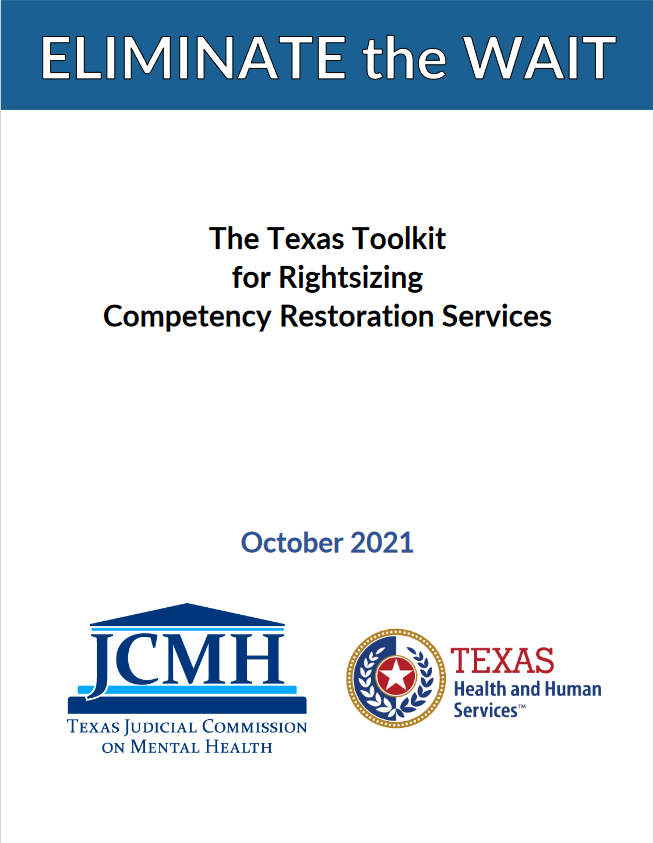 ELIMINATE the WAIT
The Texas Toolkit
for Rightsizing
Competency Restoration Services
October 2021
JCMH
TEXAS JUDICIAL COMMISSION
ON MENTAL HEALTH
TEXAS
Health and Human
Services™